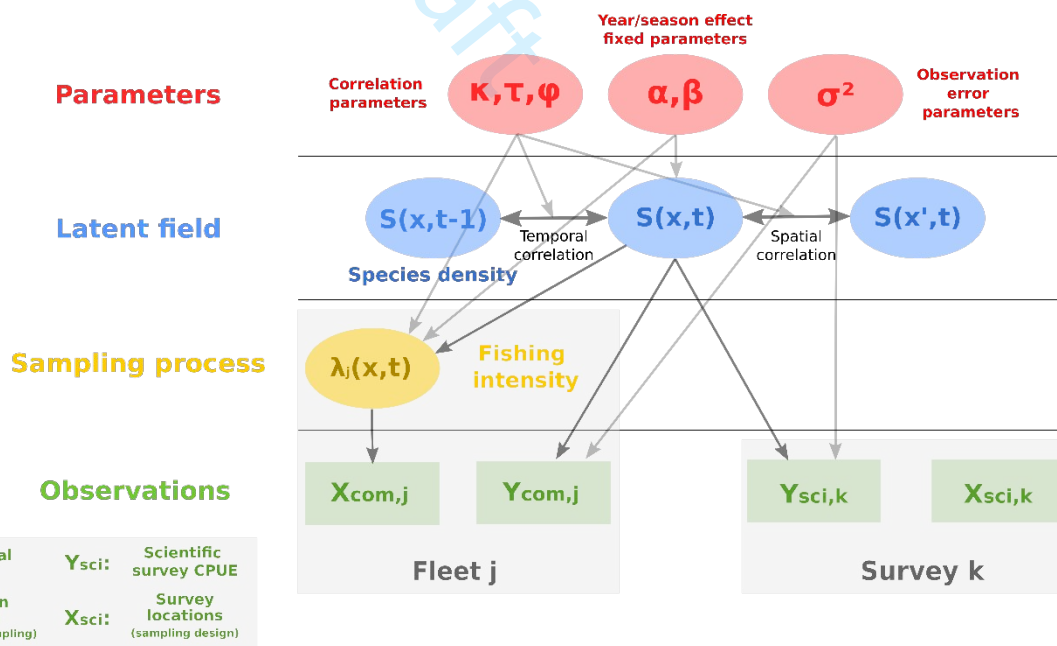 Year/season effect
fixed parameters
Parameters
Correlation
parameters
κ,τ,φ
α,β
σ²
Observation
error
parameters
Latent field
S(x,t-1)
S(x,t)
S(x',t)
Temporal
correlation
Spatial
correlation
Species density
Sampling process
λj(x,t)
Fishing
intensity
Observations
Xcom,j
Ycom,j
Ysci,k
Xsci,k
Fleet j
Survey k
Ysci:
Scientific
survey CPUE
Xsci:
Survey
locations
(sampling design)